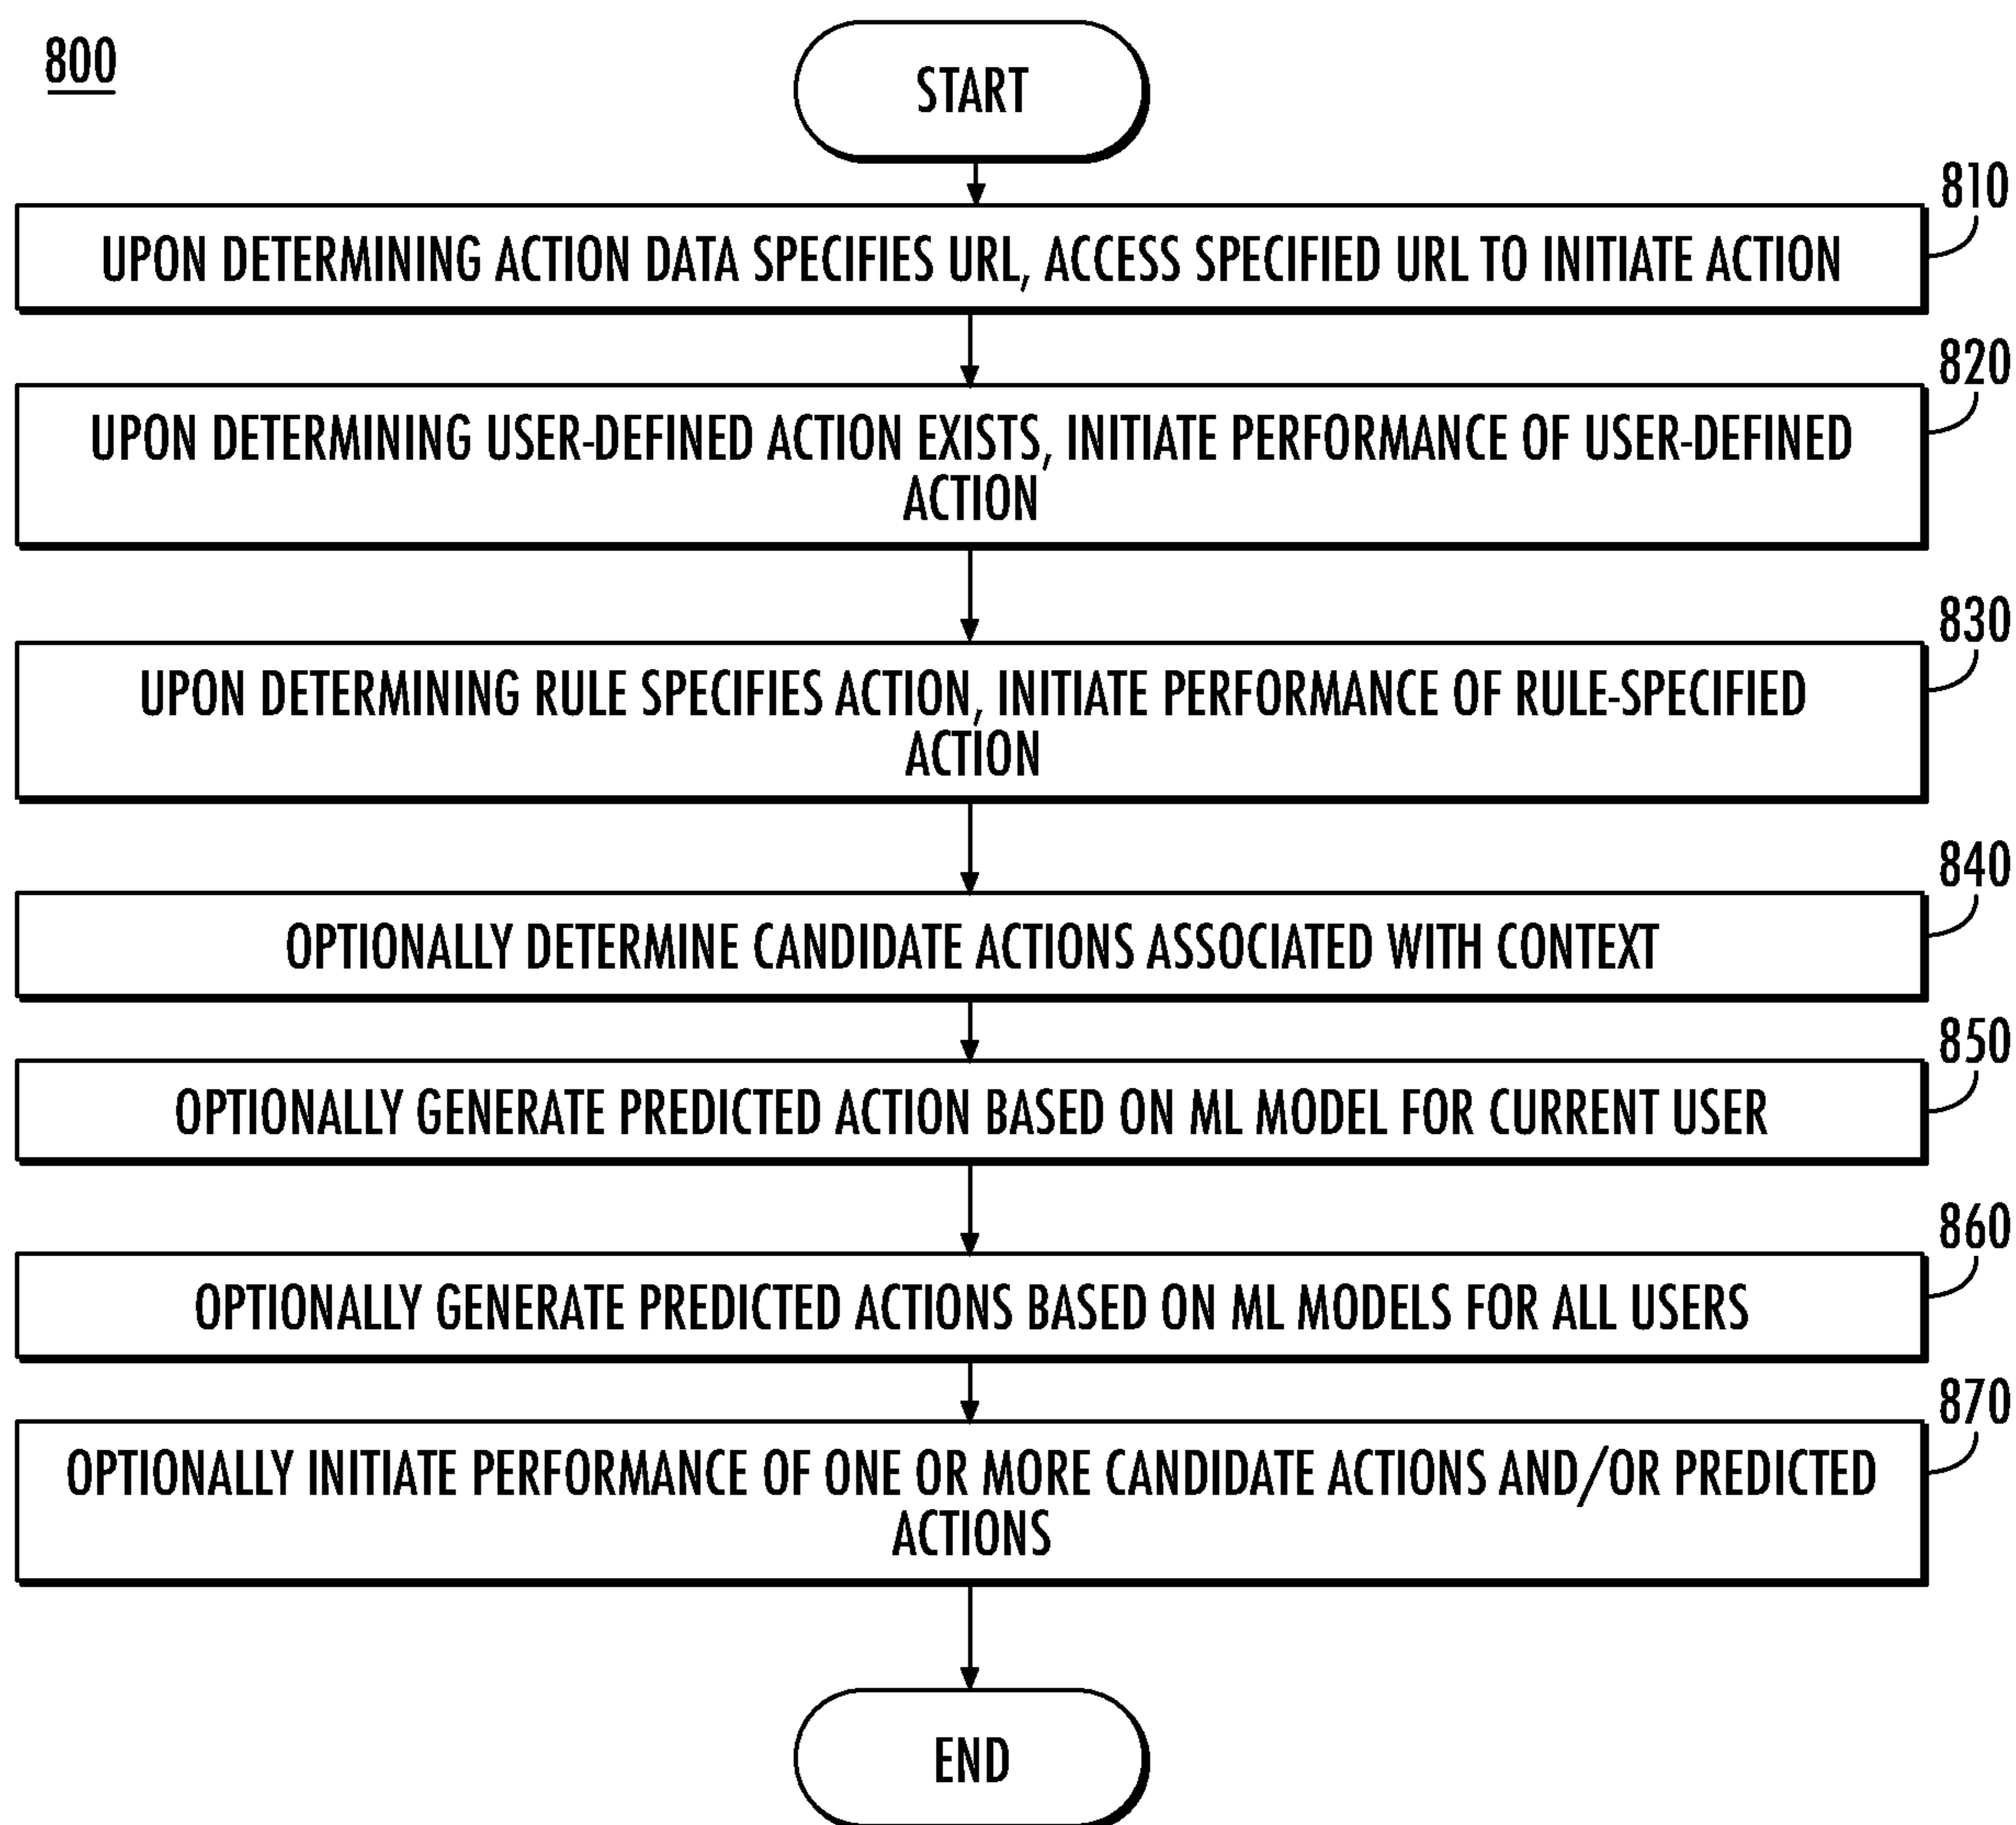 800
START
810
UPON DETERMINING ACTION DATA SPECIFIES URL, ACCESS SPECIFIED URL TO INITIATE ACTION
820
UPON DETERMINING USER-DEFINED ACTION EXISTS, INITIATE PERFORMANCE OF USER-DEFINED
ACTION
830
UPON DETERMINING RULE SPECIFIES ACTION, INITIATE PERFORMANCE OF RULE-SPECIFIED
ACTION
840
OPTIONALLY DETERMINE CANDIDATE ACTIONS ASSOCIATED WITH CONTEXT
850
OPTIONALLY GENERATE PREDICTED ACTION BASED ON ML MODEL FOR CURRENT USER
860
OPTIONALLY GENERATE PREDICTED ACTIONS BASED ON ML MODELS FOR ALL USERS
870
OPTIONALLY INITIATE PERFORMANCE OF ONE OR MORE CANDIDATE ACTIONS AND/OR PREDICTED
ACTIONS
END